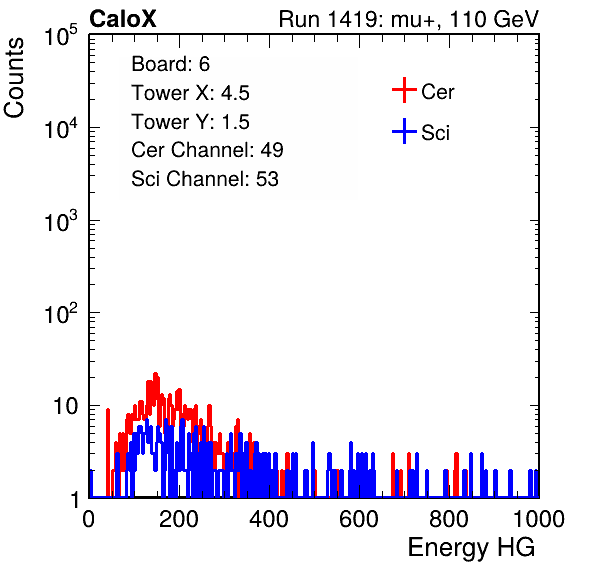 CaloX Run 1419: mu+, 110 GeV
Board: 6
Tower X: 4.5
Tower Y: 1.5
Cer Channel: 49
Sci Channel: 53
Cer
Sci
Counts
10^5
10^4
10^3
10^2
10
1
0 200 400 600 800 1000
Energy HG